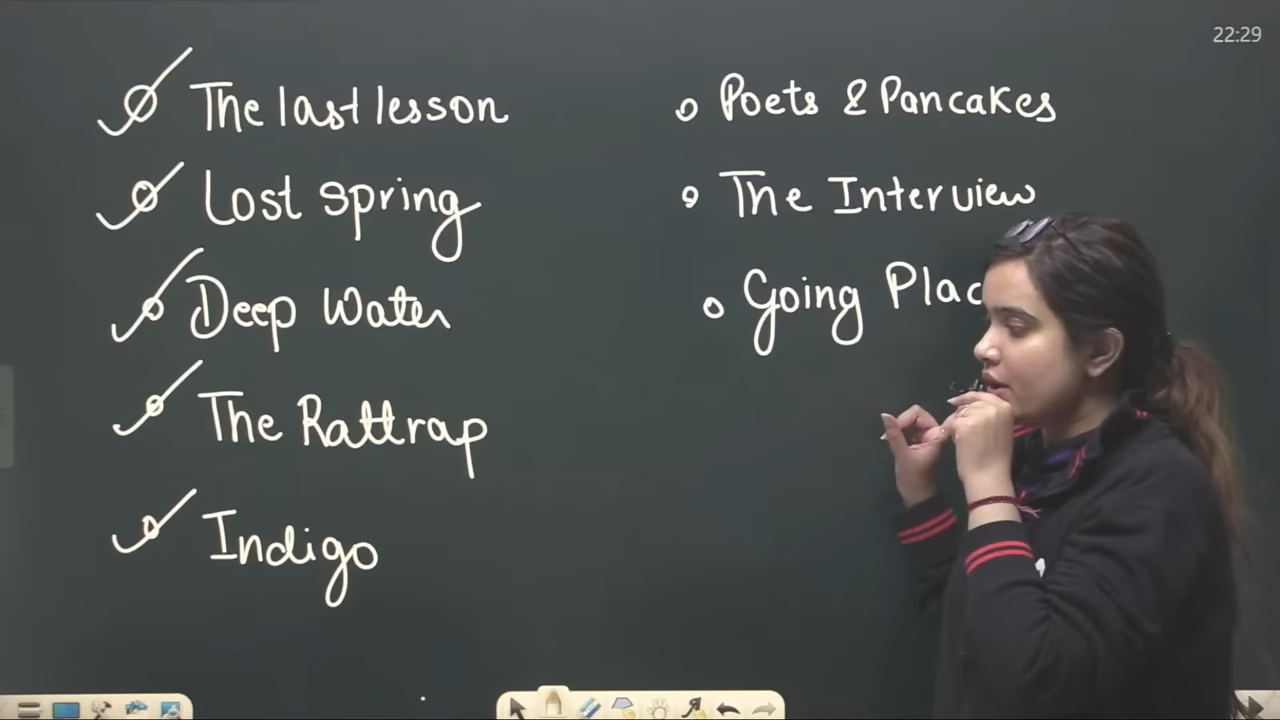 The last lesson
Lost spring
Deep Water
The Rattrap
Indigo
Poets & Pancakes
The Interview
Going Plac
22:29